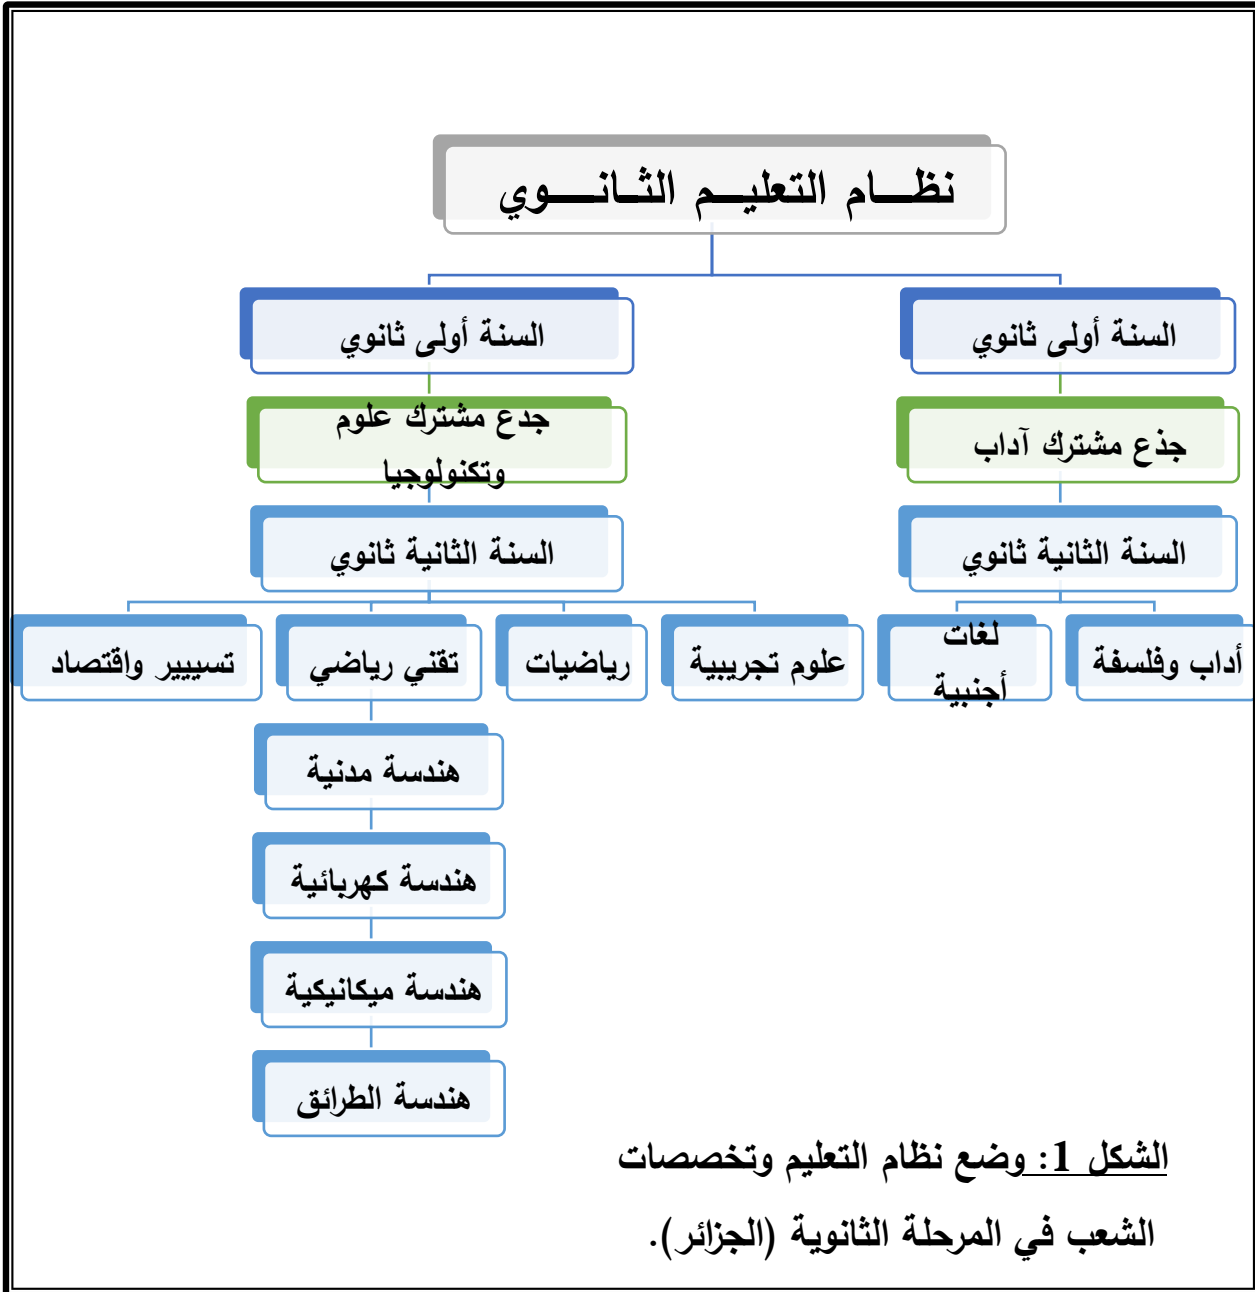 نظـــام التعليـــم الثـانــــوي
السنة أولى ثانوي
السنة أولى ثانوي
جذع مشترك آداب
جدع مشترك علوم
وتكنولوجيا
السنة الثانية ثانوي
السنة الثانية ثانوي
أداب وفلسفة
لغات
أجنبية
علوم تجريبية
رياضيات
تقني رياضي
تسييير واقتصاد
هندسة مدنية
هندسة كهربائية
هندسة ميكانيكية
هندسة الطرائق
الشكل 1: وضع نظام التعليم وتخصصات
الشعب في المرحلة الثانوية (الجزائر).